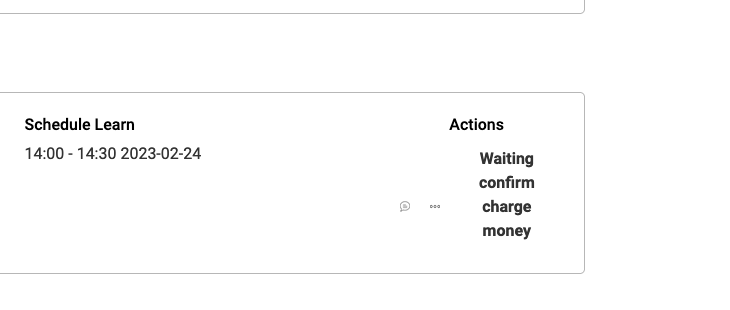 Schedule Learn
14:00 - 14:30 2023-02-24
Actions
Waiting
confirm
charge
money